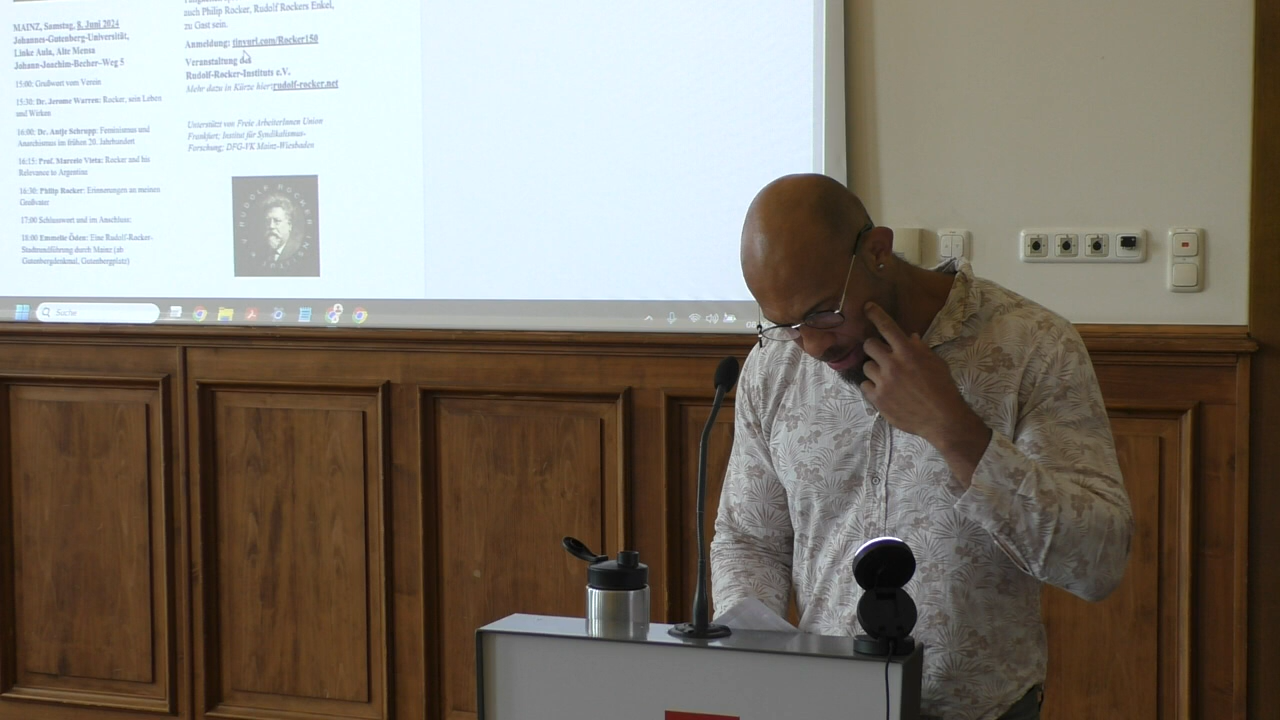 MAINZ, Samstag, 8. Juni 2024
Johannes-Gutenberg-Universität,
Linke Aula, Alte Mensa
Johann-Joachim-Becher-Weg 5
15:00: Grußwort vom Verein
15:30: Dr. Jerome Warren: Rocker, sein Leben
und Wirken
16:00: Dr. Antje Schrupp: Feminismus und
Anarchismus im frühen 20. Jahrhundert
16:15: Prof. Marcelo Vieta: Rocker and his
Relevance to Argentina
16:30: Philip Rocker: Erinnerungen an meinen
Großvater
17:00 Schlusswort und im Anschluss:
18:00 Emmelie Öden: Eine Rudolf-Rocker-
Stadtrundführung durch Mainz (ab
Gutenbergdenkmal, Gutenbergplatz)
auch Philip Rocker, Rudolf Rockers Enkel,
zu Gast sein.
Anmeldung: tinyurl.com/Rocker150
Veranstaltung des
Rudolf-Rocker-Instituts e.V.
Mehr dazu in Kürze hier: rudolf-rocker.net
Unterstützt von Freie ArbeiterInnen Union
Frankfurt; Institut für Syndikalismus-
Forschung; DFG-VK Mainz-Wiesbaden
RUDOLF ROCKER
Suche